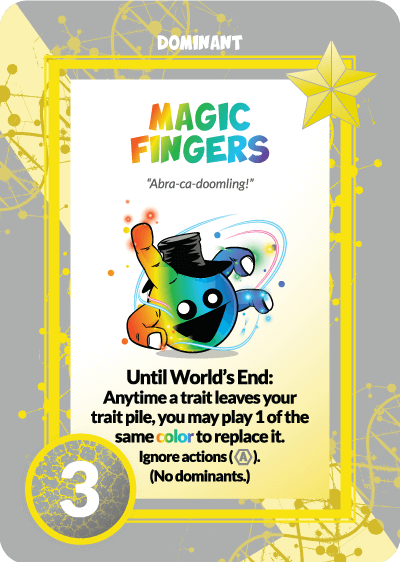 DOMINANT
MAGIC
FINGERS
“Abra-ca-doomling!”
Until World’s End:
Anytime a trait leaves your
trait pile, you may play 1 of the
same color to replace it.
Ignore actions (A).
(No dominants.)
3